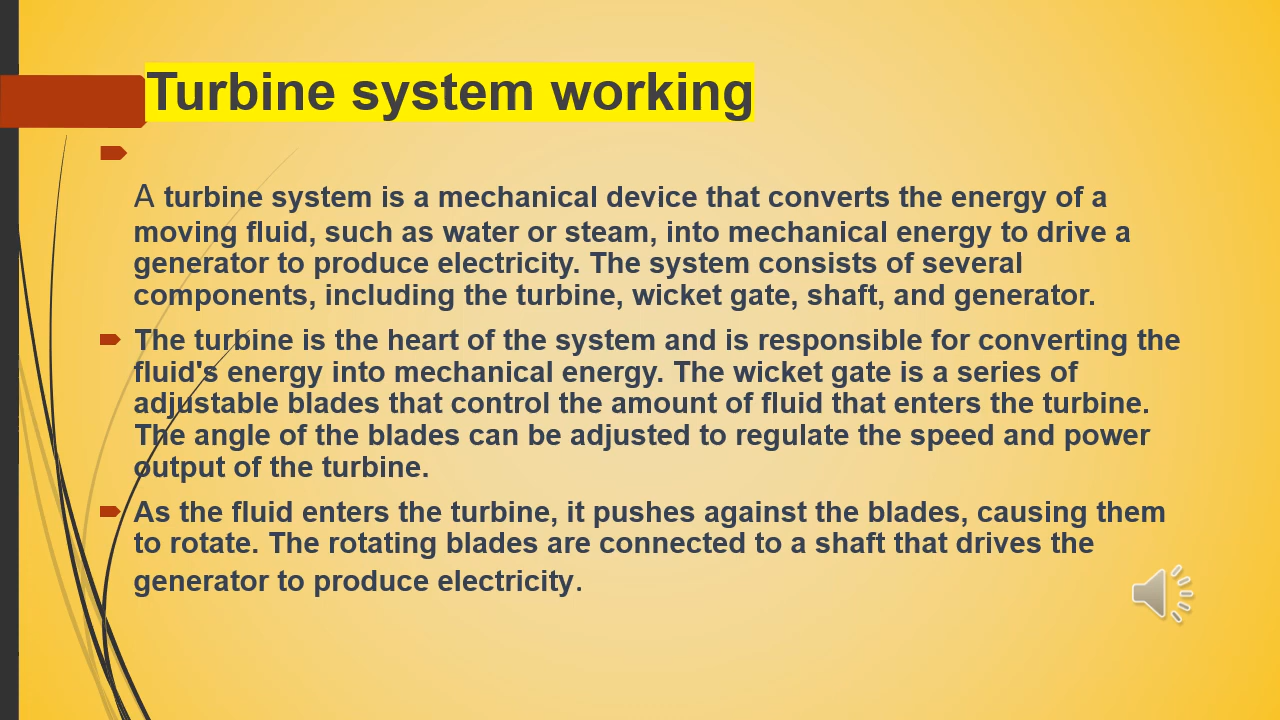 Turbine system working
A turbine system is a mechanical device that converts the energy of a
moving fluid, such as water or steam, into mechanical energy to drive a
generator to produce electricity. The system consists of several
components, including the turbine, wicket gate, shaft, and generator.
The turbine is the heart of the system and is responsible for converting the
fluid's energy into mechanical energy. The wicket gate is a series of
adjustable blades that control the amount of fluid that enters the turbine.
The angle of the blades can be adjusted to regulate the speed and power
output of the turbine.
As the fluid enters the turbine, it pushes against the blades, causing them
to rotate. The rotating blades are connected to a shaft that drives the
generator to produce electricity.